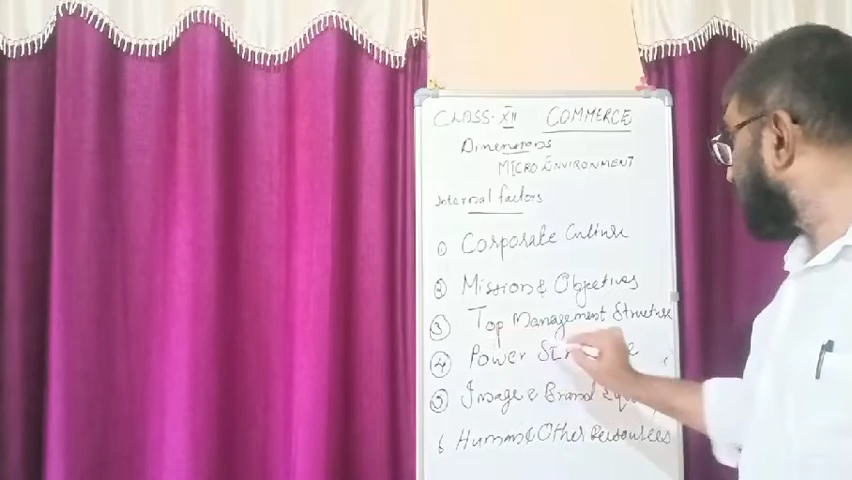 CLASS-XII COMMERCE
Dimensions
MICRO ENVIRONMENT
Internal factors
① Corporate Culture
② Mission & Objectives
③ Top Management Structure
④ Power
⑤ Image & Brand
6 Human & Other Resources